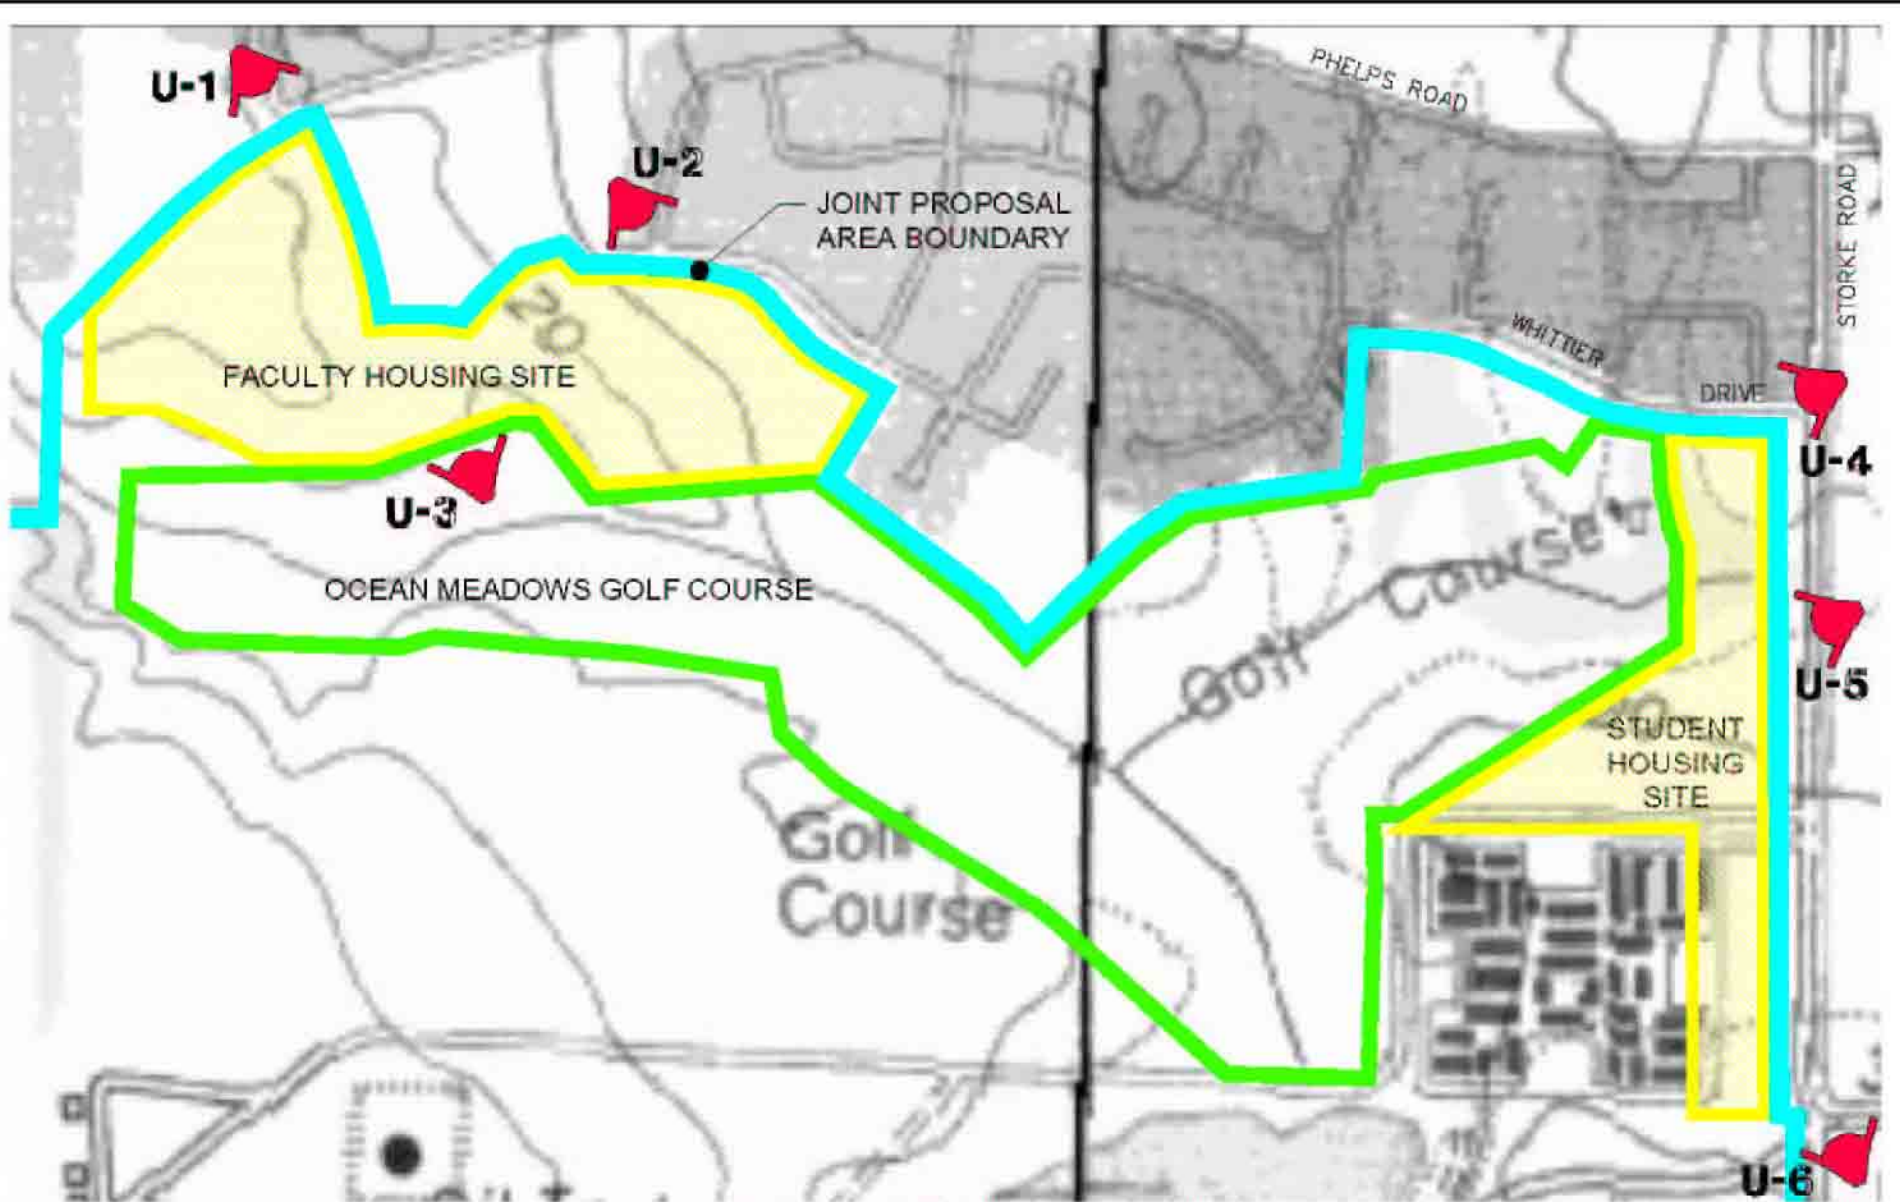 PHELPS ROAD
U-1
U-2
JOINT PROPOSAL
AREA BOUNDARY
STORKE ROAD
20
WHITTIER
DRIVE
FACULTY HOUSING SITE
U-4
U-3
Golf Course
OCEAN MEADOWS GOLF COURSE
U-5
STUDENT
HOUSING
SITE
Golf
Course
U-6